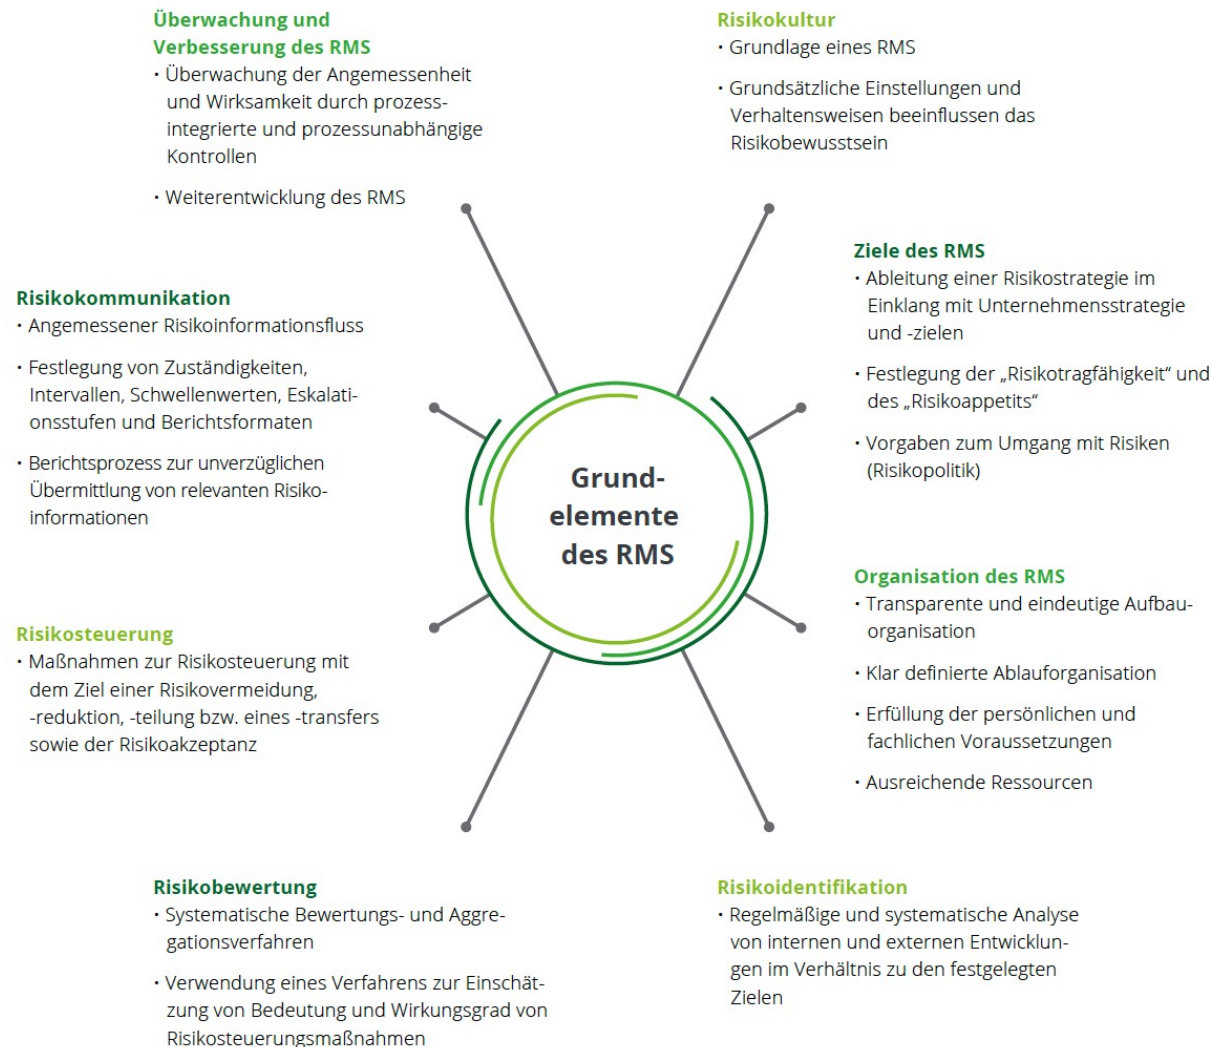 Überwachung und
Verbesserung des RMS
· Überwachung der Angemessenheit
und Wirksamkeit durch prozess-
integrierte und prozessunabhängige
Kontrollen
· Weiterentwicklung des RMS
Risikokultur
· Grundlage eines RMS
· Grundsätzliche Einstellungen und
Verhaltensweisen beeinflussen das
Risikobewusstsein
Risikokommunikation
· Angemessener Risikoinformationsfluss
· Festlegung von Zuständigkeiten,
Intervallen, Schwellenwerten, Eskalati-
onsstufen und Berichtsformaten
· Berichtsprozess zur unverzüglichen
Übermittlung von relevanten Risiko-
informationen
Ziele des RMS
· Ableitung einer Risikostrategie im
Einklang mit Unternehmensstrategie
und -zielen
· Festlegung der „Risikotragfähigkeit“ und
des „Risikoappetits“
· Vorgaben zum Umgang mit Risiken
(Risikopolitik)
Grund-
elemente
des RMS
Risikosteuerung
· Maßnahmen zur Risikosteuerung mit
dem Ziel einer Risikovermeidung,
-reduktion, -teilung bzw. eines -transfers
sowie der Risikoakzeptanz
Organisation des RMS
· Transparente und eindeutige Aufbau-
organisation
· Klar definierte Ablauforganisation
· Erfüllung der persönlichen und
fachlichen Voraussetzungen
· Ausreichende Ressourcen
Risikobewertung
· Systematische Bewertungs- und Aggre-
gationsverfahren
· Verwendung eines Verfahrens zur Einschät-
zung von Bedeutung und Wirkungsgrad von
Risikosteuerungsmaßnahmen
Risikoidentifikation
· Regelmäßige und systematische Analyse
von internen und externen Entwicklun-
gen im Verhältnis zu den festgelegten
Zielen